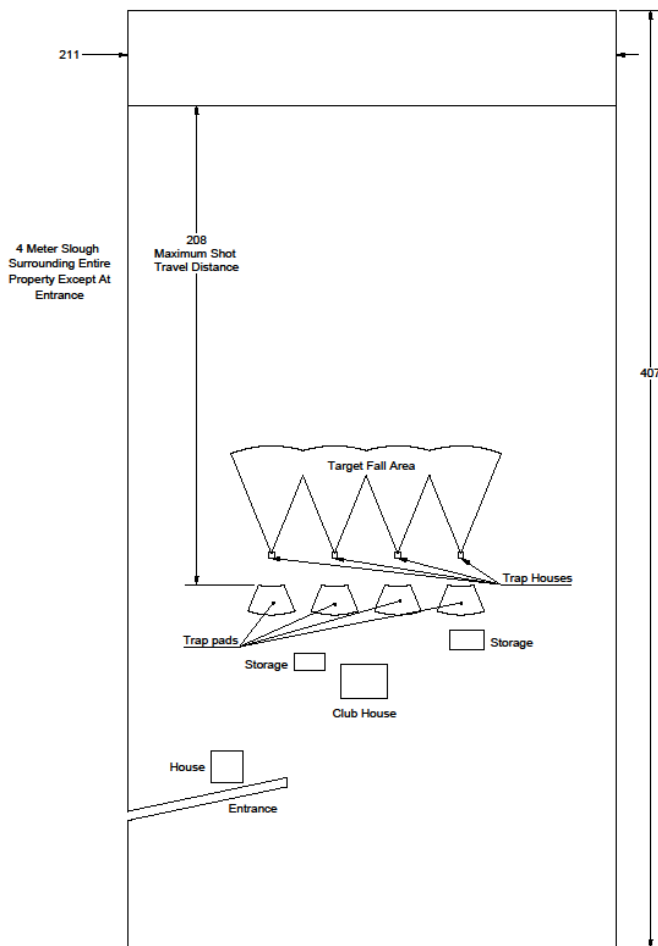 211
4 Meter Slough
Surrounding Entire
Property Except At
Entrance
208
Maximum Shot
Travel Distance
407
Target Fall Area
Trap Houses
Trap pads
Storage
Storage
Club House
House
Entrance